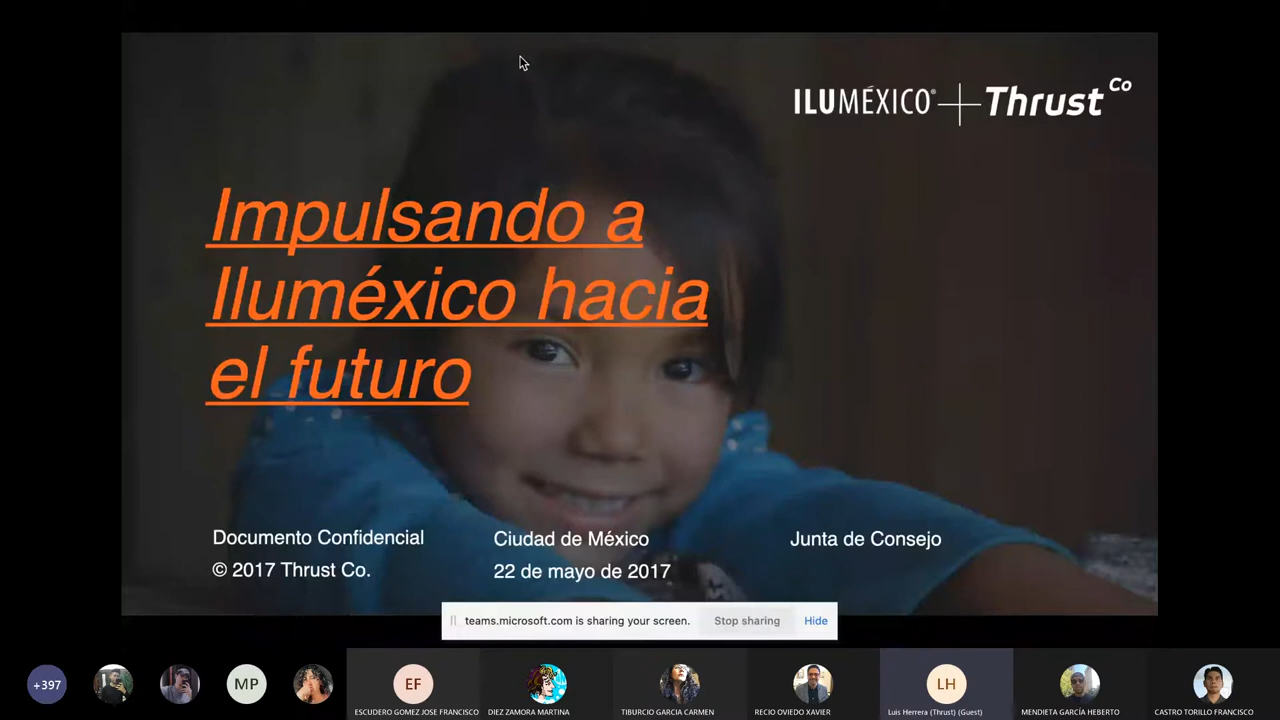 ILUMÉXICO® + Thrust Co
Impulsando a
Iluméxico hacia
el futuro
Documento Confidencial
© 2017 Thrust Co.
Ciudad de México
22 de mayo de 2017
Junta de Consejo
teams.microsoft.com is sharing your screen.
Stop sharing
Hide
+397
MP
EF
LH
ESCUDERO GOMEZ JOSE FRANCISCO
DIEZ ZAMORA MARTINA
TIBURCIO GARCIA CARMEN
RECIO OVIEDO XAVIER
Luis Herrera (Thrust) (Guest)
MENDIETA GARCÍA HEBERTO
CASTRO TORILLO FRANCISCO